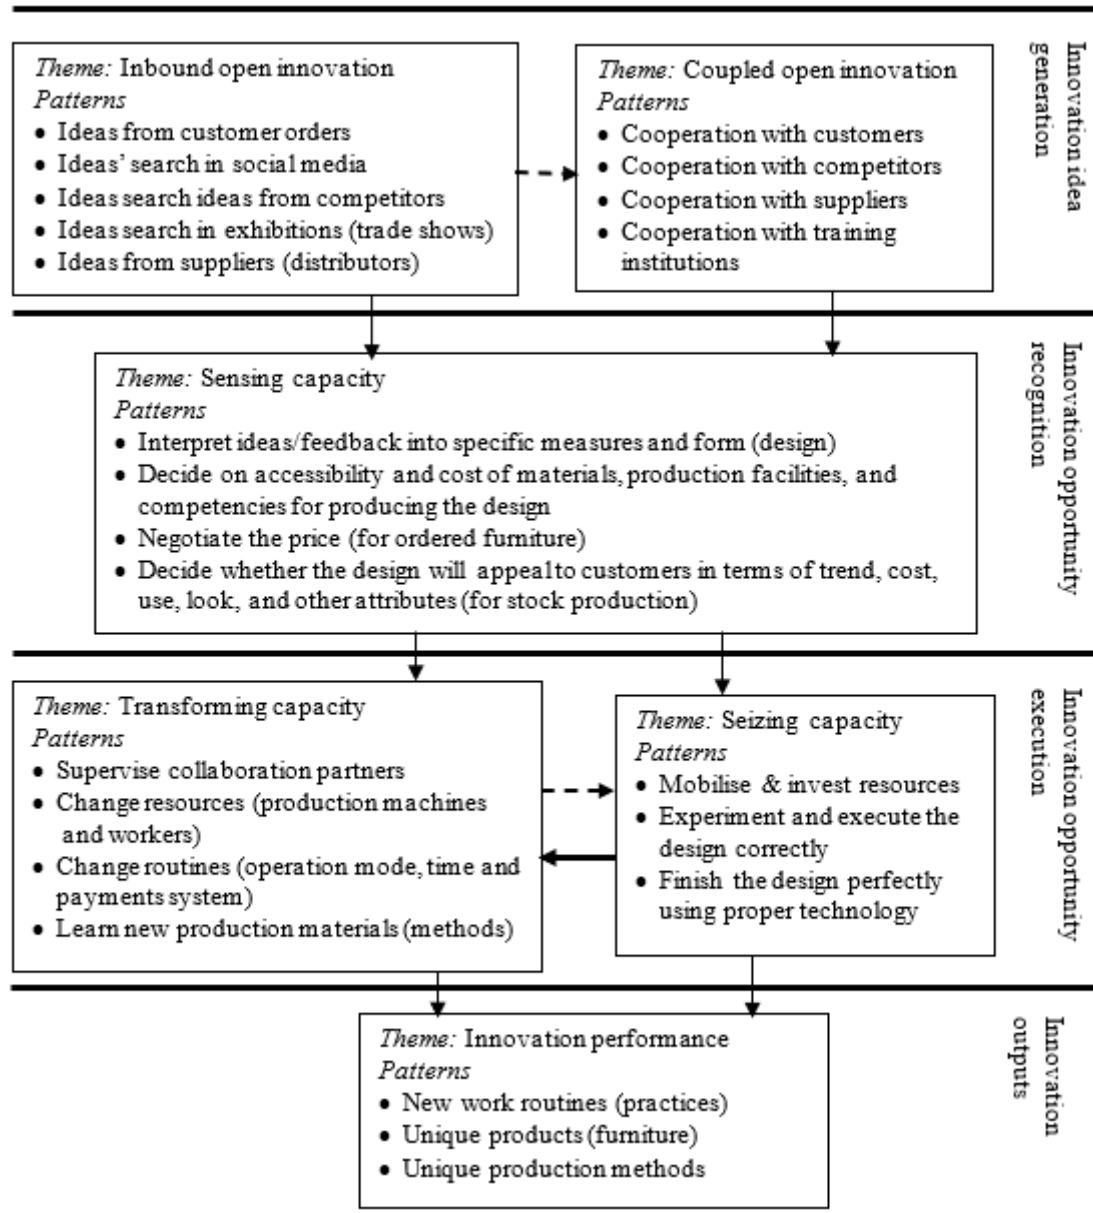 Theme: Inbound open innovation
Patterns
• Ideas from customer orders
• Ideas’ search in social media
• Ideas search ideas from competitors
• Ideas search in exhibitions (trade shows)
• Ideas from suppliers (distributors)
Theme: Coupled open innovation
Patterns
• Cooperation with customers
• Cooperation with competitors
• Cooperation with suppliers
• Cooperation with training
institutions
Innovation idea
generation
Theme: Sensing capacity
Patterns
• Interpret ideas/feedback into specific measures and form (design)
• Decide on accessibility and cost of materials, production facilities, and
competencies for producing the design
• Negotiate the price (for ordered furniture)
• Decide whether the design will appeal to customers in terms of trend, cost,
use, look, and other attributes (for stock production)
Innovation opportunity
recognition
Theme: Transforming capacity
Patterns
• Supervise collaboration partners
• Change resources (production machines
and workers)
• Change routines (operation mode, time and
payments system)
• Learn new production materials (methods)
Theme: Seizing capacity
Patterns
• Mobilise & invest resources
• Experiment and execute the
design correctly
• Finish the design perfectly
using proper technology
Innovation opportunity
execution
Theme: Innovation performance
Patterns
• New work routines (practices)
• Unique products (furniture)
• Unique production methods
Innovation
outputs